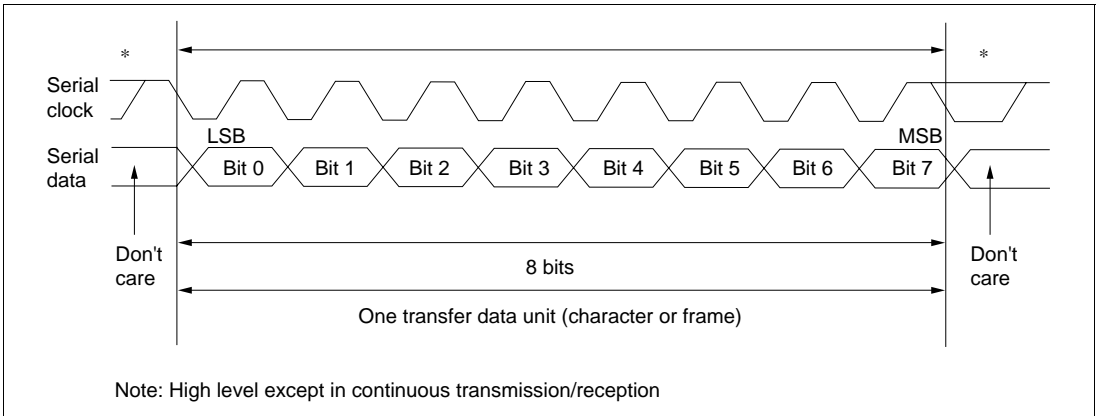 * *
Serial
clock
LSB MSB
Serial
data
Bit 0 Bit 1 Bit 2 Bit 3 Bit 4 Bit 5 Bit 6 Bit 7
Don't
care
8 bits
Don't
care
One transfer data unit (character or frame)
Note: High level except in continuous transmission/reception